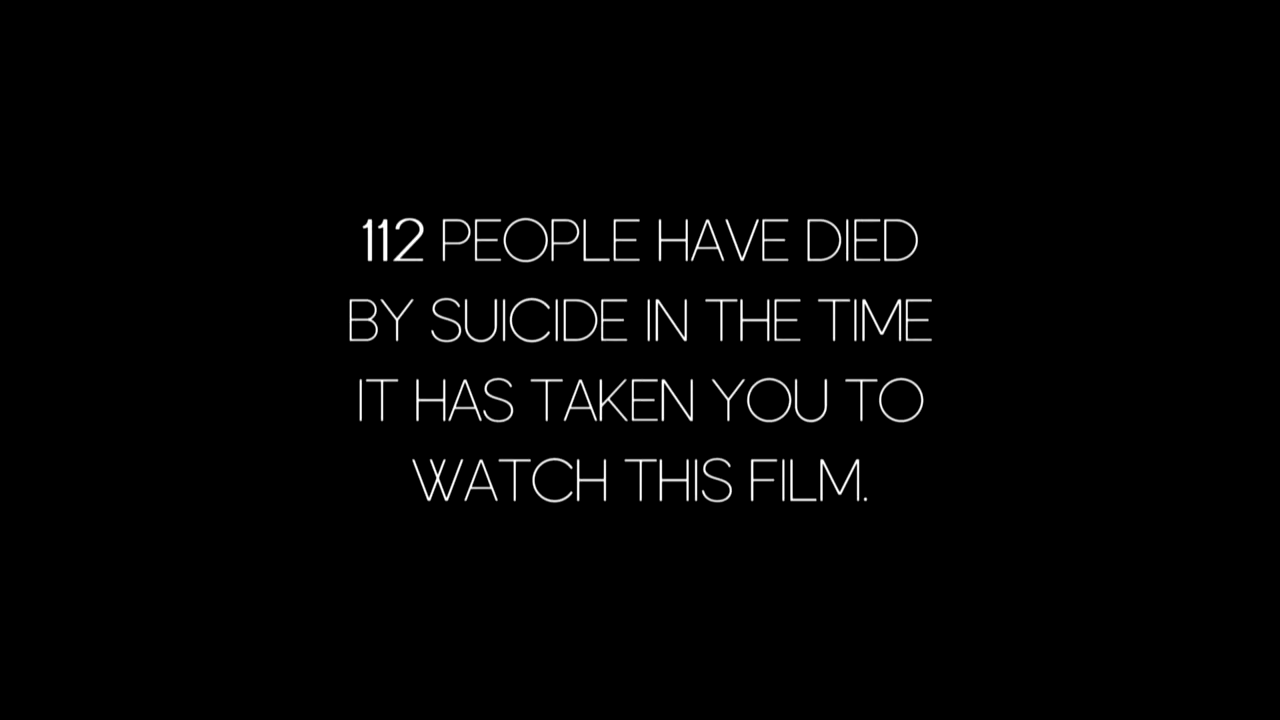 112 PEOPLE HAVE DIED
BY SUICIDE IN THE TIME
IT HAS TAKEN YOU TO
WATCH THIS FILM.